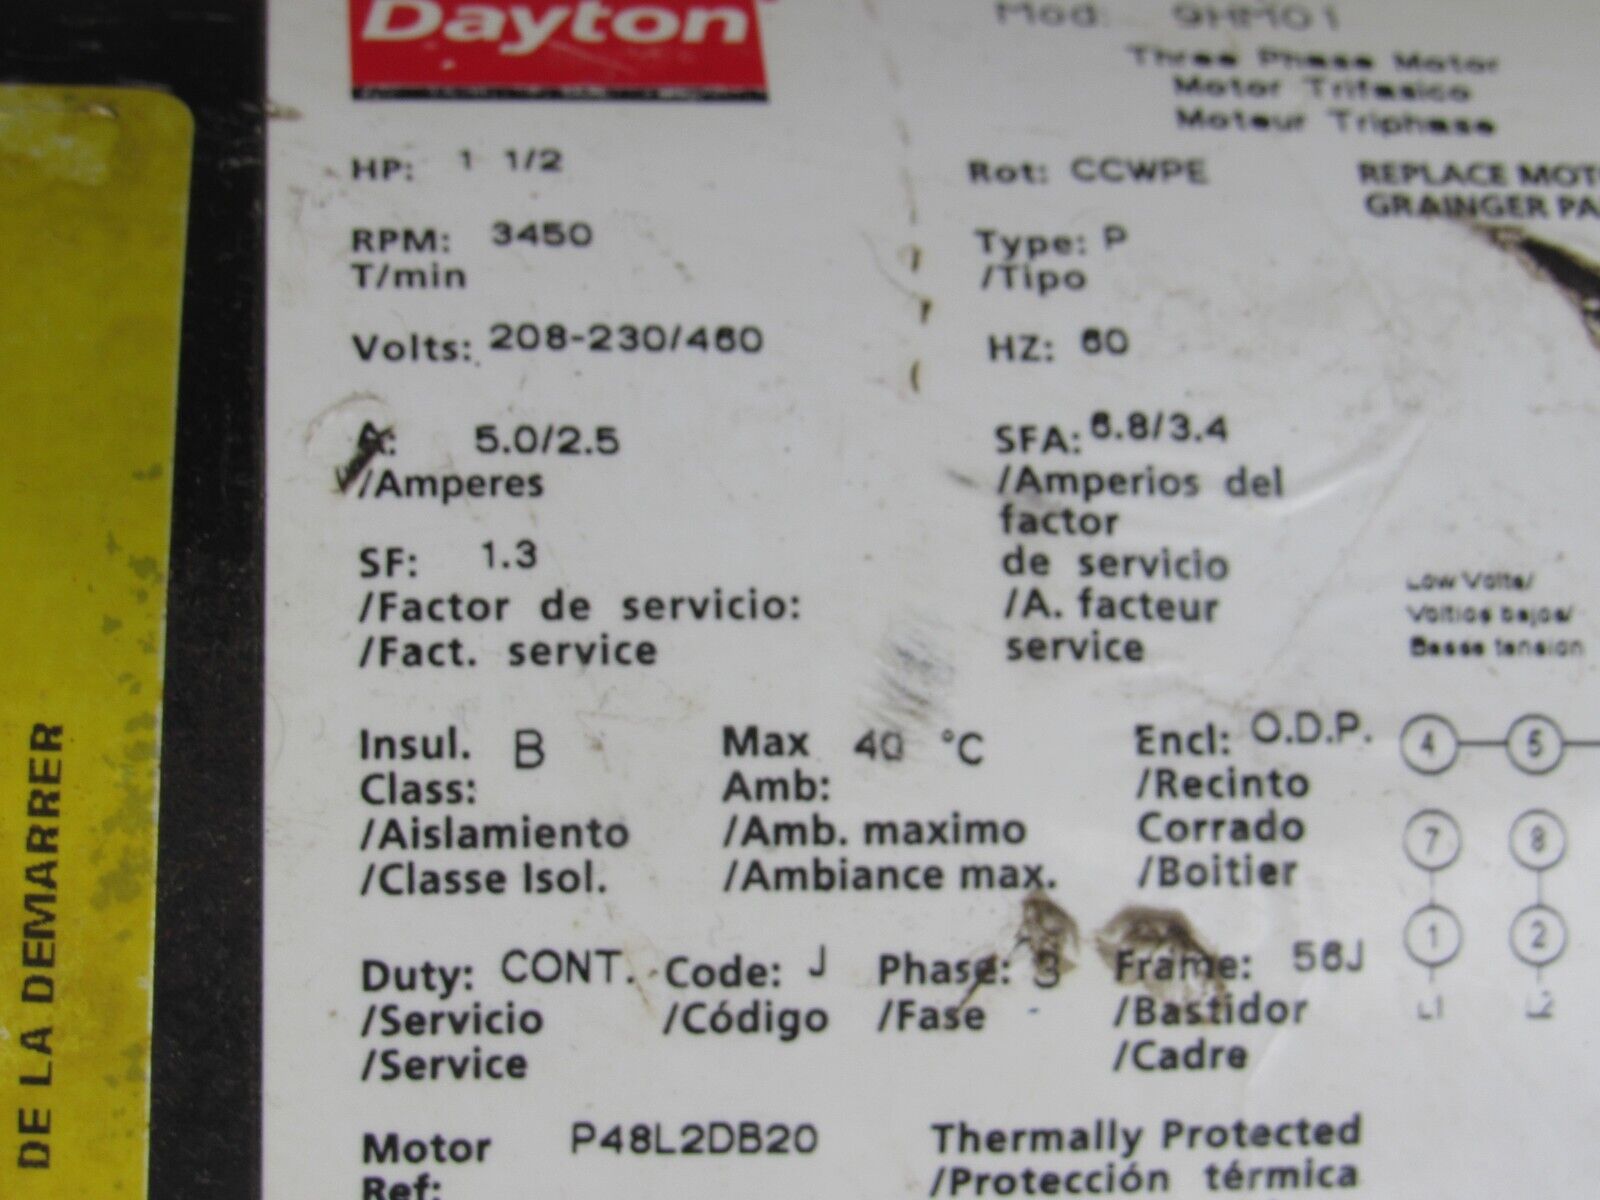 Dayton
Mod:
Three Phase Motor
Motor Trifasico
Moteur Triphase
HP: 1 1/2
Rot: CCWPE
REPLACE
GRAINGER
RPM: 3450
T/min
Type: P
/Tipo
Volts: 208-230/460
HZ: 60
A: 5.0/2.5
/Amperes
SFA: 6.8/3.4
/Amperios del
factor
de servicio
/A. facteur
service
SF: 1.3
/Factor de servicio:
/Fact. service
Low Volts/
Voltios bajos/
Basse tension
Insul. B
Class:
/Aislamiento
/Classe Isol.
Max 40 °C
Amb:
/Amb. maximo
/Ambiance max.
Encl: O.D.P.
/Recinto
Corrado
/Boitier
4 5
7 8
1 2
L1 L2
Duty: CONT.
/Servicio
/Service
Code: J
/Código
Phase: 3
/Fase
Frame: 56J
/Bastidor
/Cadre
Motor P48L2DB20
Ref:
Thermally Protected
/Protección térmica
DE LA DEMARRER